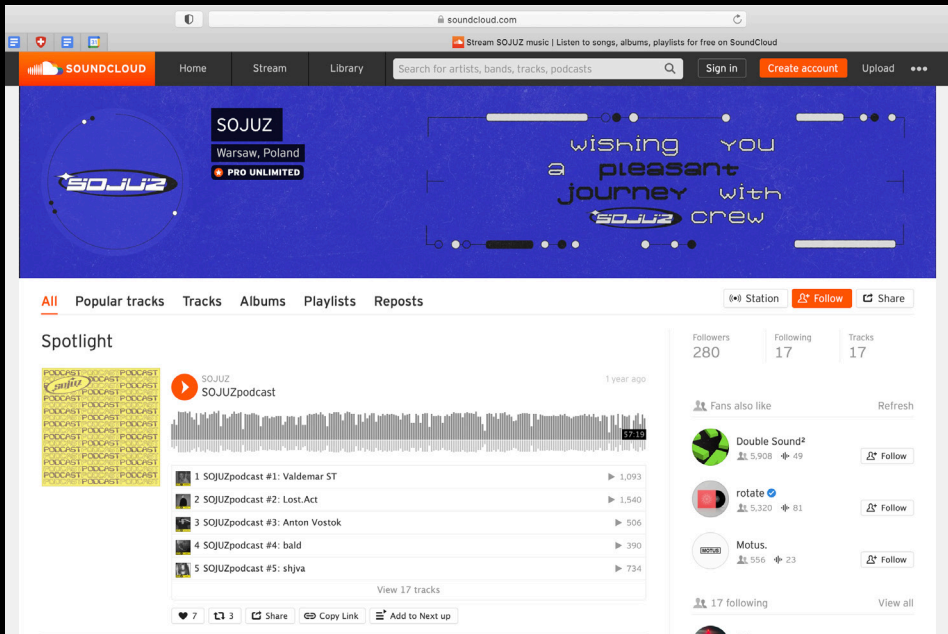 soundcloud.com
Stream SOJUZ music | Listen to songs, albums, playlists for free on SoundCloud
SOUNDCLOUD Home Stream Library Search for artists, bands, tracks, podcasts Sign in Create account Upload
SOJUZ
Warsaw, Poland
PRO UNLIMITED
SOJUZ
wishing you
a pleasant
journey with
SOJUZ crew
All Popular tracks Tracks Albums Playlists Reposts Station Follow Share
Spotlight
Followers Following Tracks
280 17 17
PODCAST PODCAST PODCAST
sojuz
SOJUZ 1 year ago
SOJUZpodcast
57:19
1 SOJUZpodcast #1: Valdemar ST 1,093
2 SOJUZpodcast #2: Lost.Act 1,540
3 SOJUZpodcast #3: Anton Vostok 506
4 SOJUZpodcast #4: bald 390
5 SOJUZpodcast #5: shjva 734
View 17 tracks
7 3 Share Copy Link Add to Next up
Fans also like Refresh
Double Sound²
5,908 49 Follow
rotate
5,320 81 Follow
MOTUS
Motus.
556 23 Follow
17 following View all